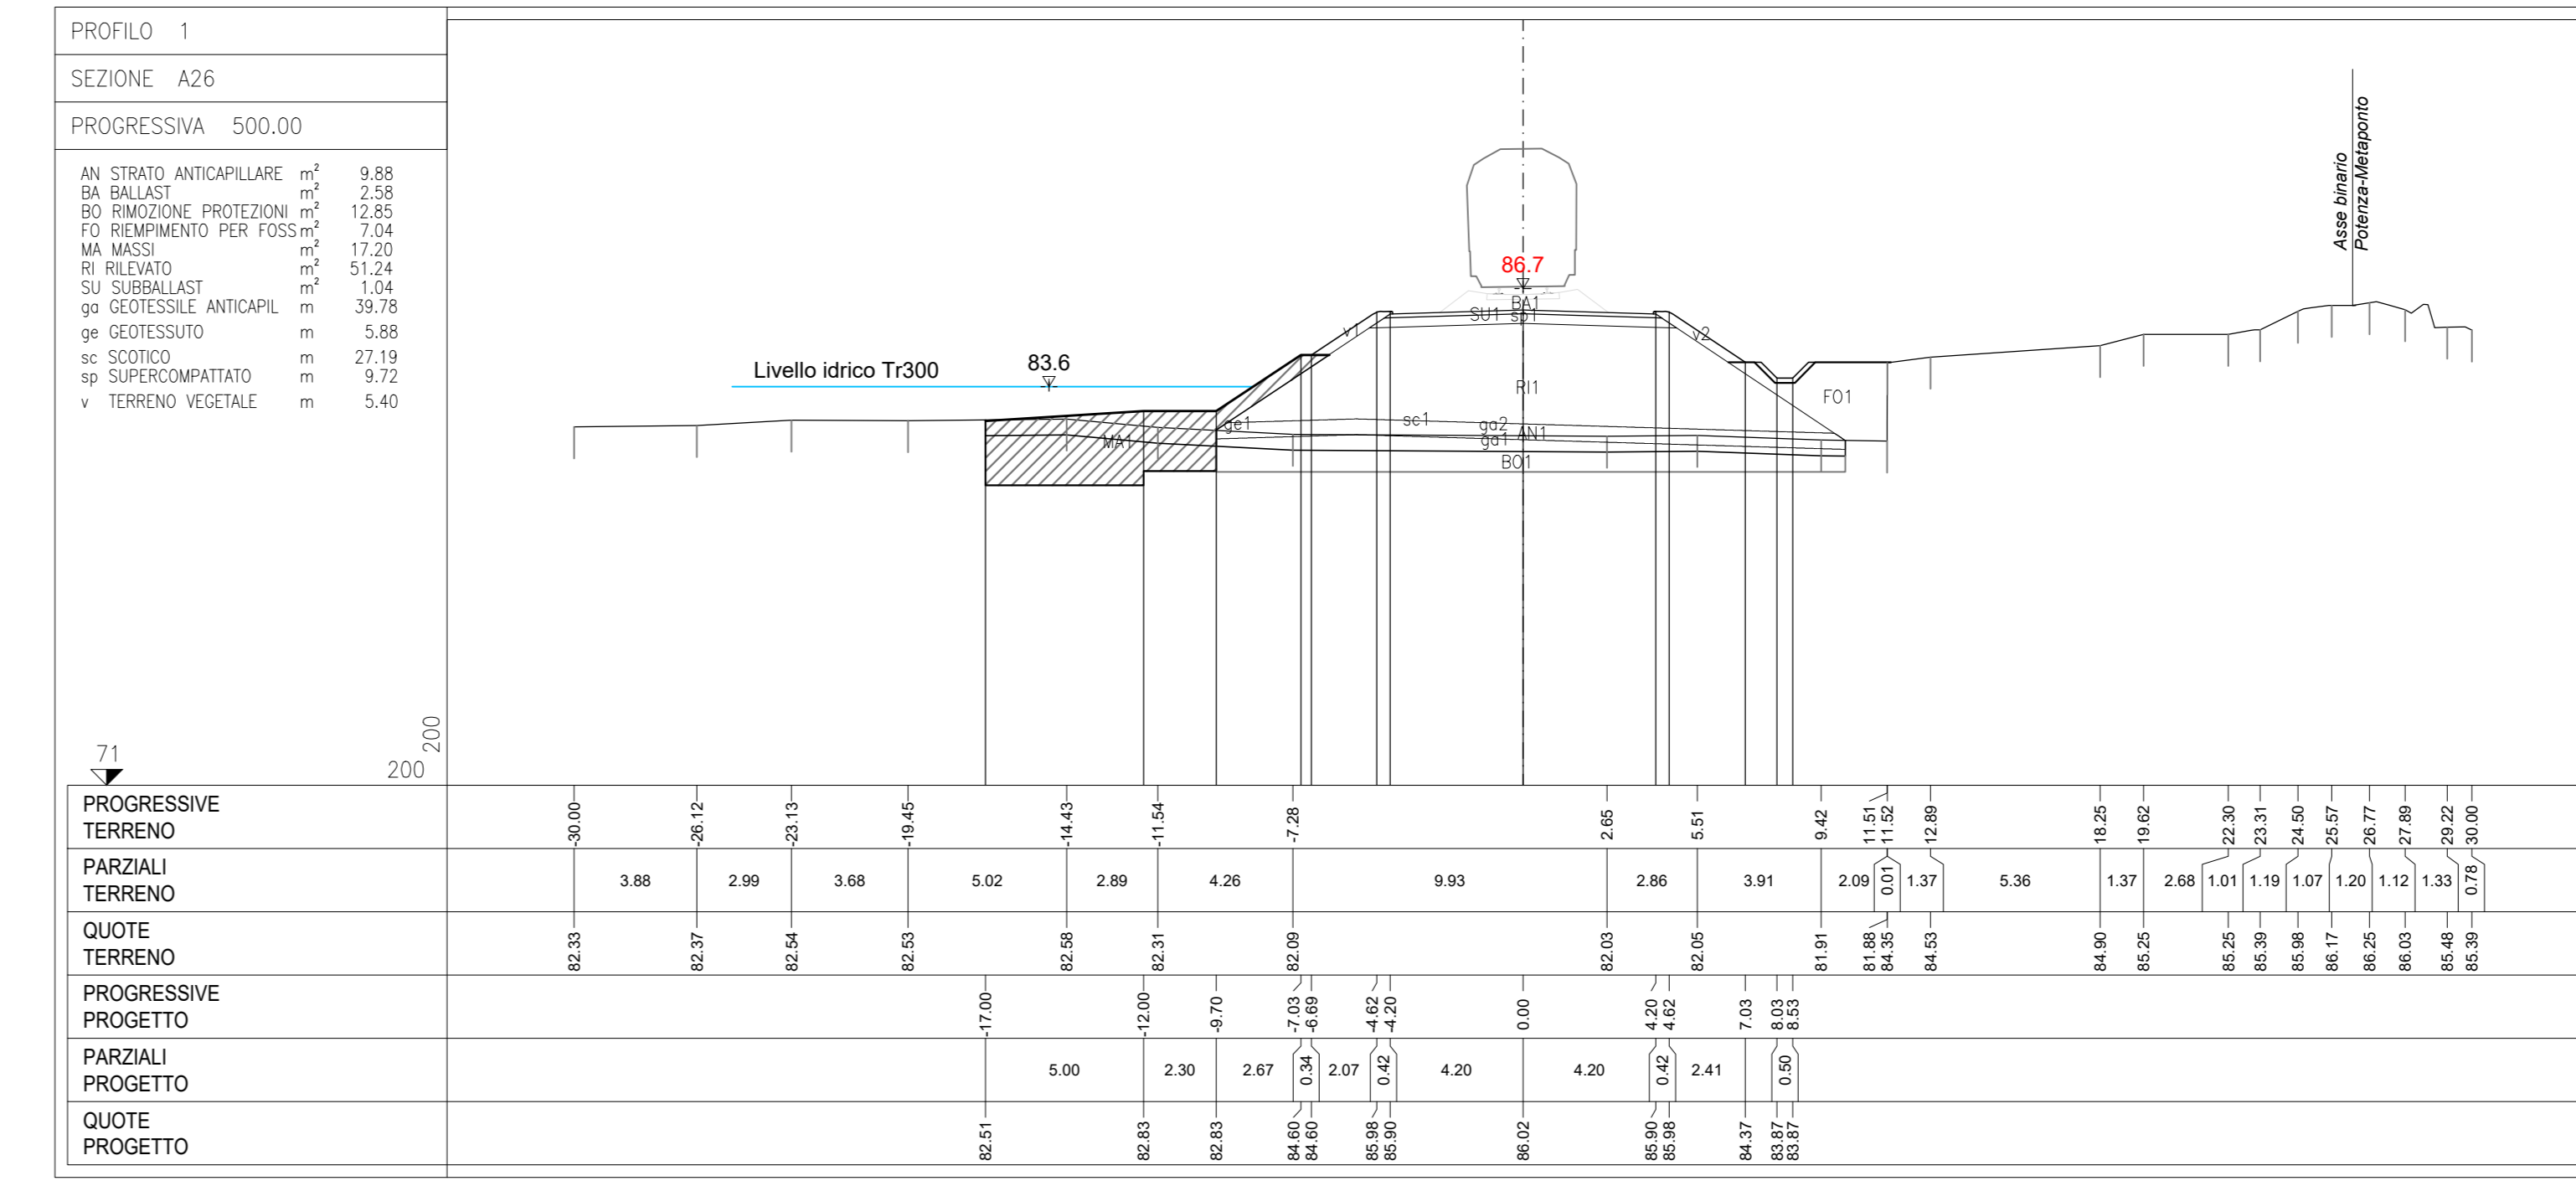 PROFILO 1
SEZIONE A26
PROGRESSIVA 500.00
AN STRATO ANTICAPILLARE m² 9.88
BA BALLAST m² 2.58
BO RIMOZIONE PROTEZIONI m² 12.85
FO RIEMPIMENTO PER FOSS m² 7.04
MA MASSI m² 17.20
RI RILEVATO m² 51.24
SU SUBBALLAST m² 1.04
ga GEOTESSILE ANTICAPIL m 39.78
ge GEOTESSUTO m 5.88
sc SCOTICO m 27.19
sp SUPERCOMPATTATO m 9.72
v TERRENO VEGETALE m 5.40
Asse binario
Potenza-Metaponto
86.7
BA1
SU1 sp1
v1
v2
Livello idrico Tr300
83.6
RI1
FO1
sc1
ge1
ga2
AN1
ga1
MA1
BO1
200
71
200
PROGRESSIVE
TERRENO
-30.00 -26.12 -23.13 -19.45 -14.43 -11.54 -7.28 2.65 5.51 9.42 11.51 11.52 12.89 18.25 19.62 22.30 23.31 24.50 25.57 26.77 27.89 29.22 30.00
PARZIALI
TERRENO
3.88 2.99 3.68 5.02 2.89 4.26 9.93 2.86 3.91 2.09 0.01 1.37 5.36 1.37 2.68 1.01 1.19 1.07 1.20 1.12 1.33 0.78
QUOTE
TERRENO
82.33 82.37 82.54 82.53 82.58 82.31 82.09 82.03 82.05 81.91 81.88 84.35 84.53 84.90 85.25 85.25 85.39 85.98 86.17 86.25 86.03 85.48 85.39
PROGRESSIVE
PROGETTO
-17.00 -12.00 -9.70 -7.03 -6.69 -4.62 -4.20 0.00 4.20 4.62 7.03 8.03 8.53
PARZIALI
PROGETTO
5.00 2.30 2.67 0.34 2.07 0.42 4.20 4.20 0.42 2.41 0.50
QUOTE
PROGETTO
82.51 82.83 82.83 84.60 84.60 85.98 85.90 86.02 85.90 85.98 84.37 83.87 83.87